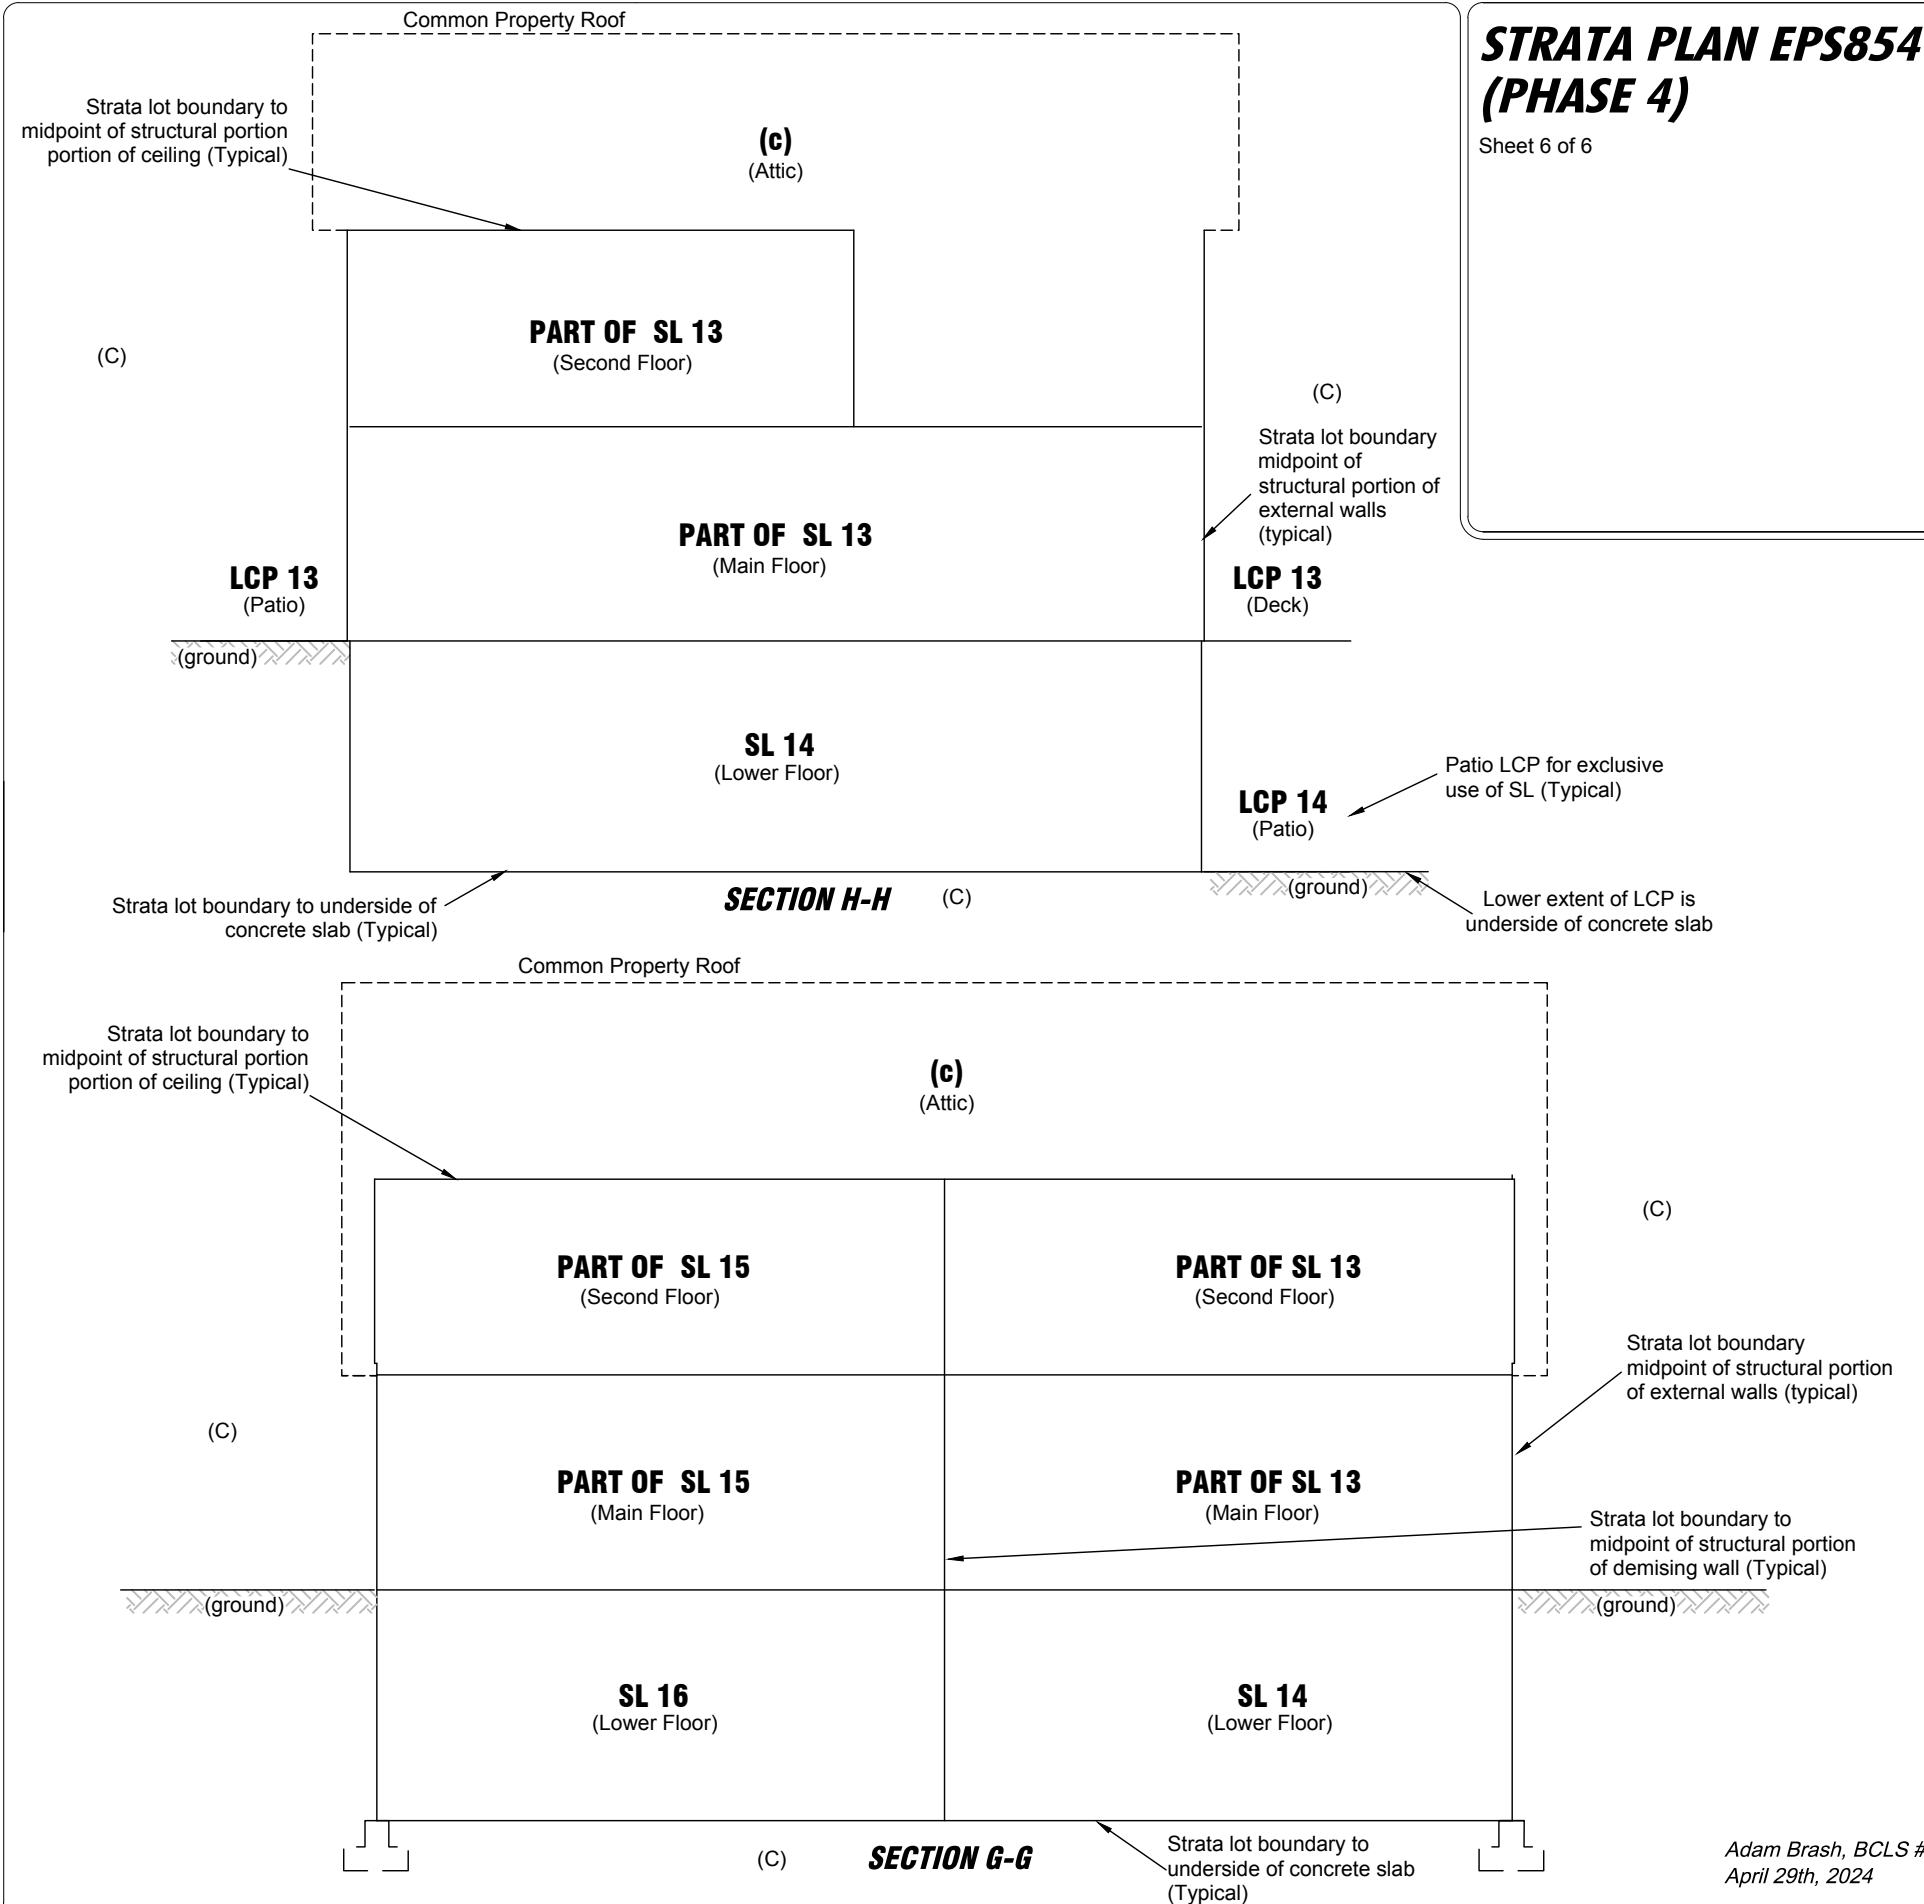 STRATA PLAN EPS854
(PHASE 4)
Sheet 6 of 6
Common Property Roof
Strata lot boundary to
midpoint of structural portion
portion of ceiling (Typical)
(c)
(Attic)
PART OF SL 13
(Second Floor)
(C)
(C)
Strata lot boundary
midpoint of
structural portion of
external walls
(typical)
PART OF SL 13
(Main Floor)
LCP 13
(Patio)
LCP 13
(Deck)
(ground)
SL 14
(Lower Floor)
Patio LCP for exclusive
use of SL (Typical)
LCP 14
(Patio)
(ground)
Strata lot boundary to underside of
concrete slab (Typical)
SECTION H-H
(C)
Lower extent of LCP is
underside of concrete slab
Common Property Roof
Strata lot boundary to
midpoint of structural portion
portion of ceiling (Typical)
(c)
(Attic)
(C)
PART OF SL 15
(Second Floor)
PART OF SL 13
(Second Floor)
Strata lot boundary
midpoint of structural portion
of external walls (typical)
(C)
PART OF SL 15
(Main Floor)
PART OF SL 13
(Main Floor)
Strata lot boundary to
midpoint of structural portion
of demising wall (Typical)
(ground)
(ground)
SL 16
(Lower Floor)
SL 14
(Lower Floor)
(C)
SECTION G-G
Strata lot boundary to
underside of concrete slab
(Typical)
Adam Brash, BCLS #
April 29th, 2024